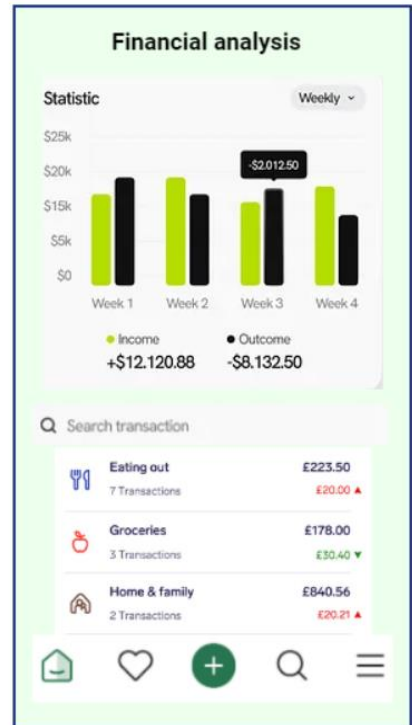 Financial analysis
Statistic
Weekly
$25k
$20k
-$2.012.50
$15k
$5k
$0
Week 1 Week 2 Week 3 Week 4
Income Outcome
+$12.120.88 -$8.132.50
Search transaction
Eating out £223.50
7 Transactions £20.00
Groceries £178.00
3 Transactions £30.40
Home & family £840.56
2 Transactions £20.21